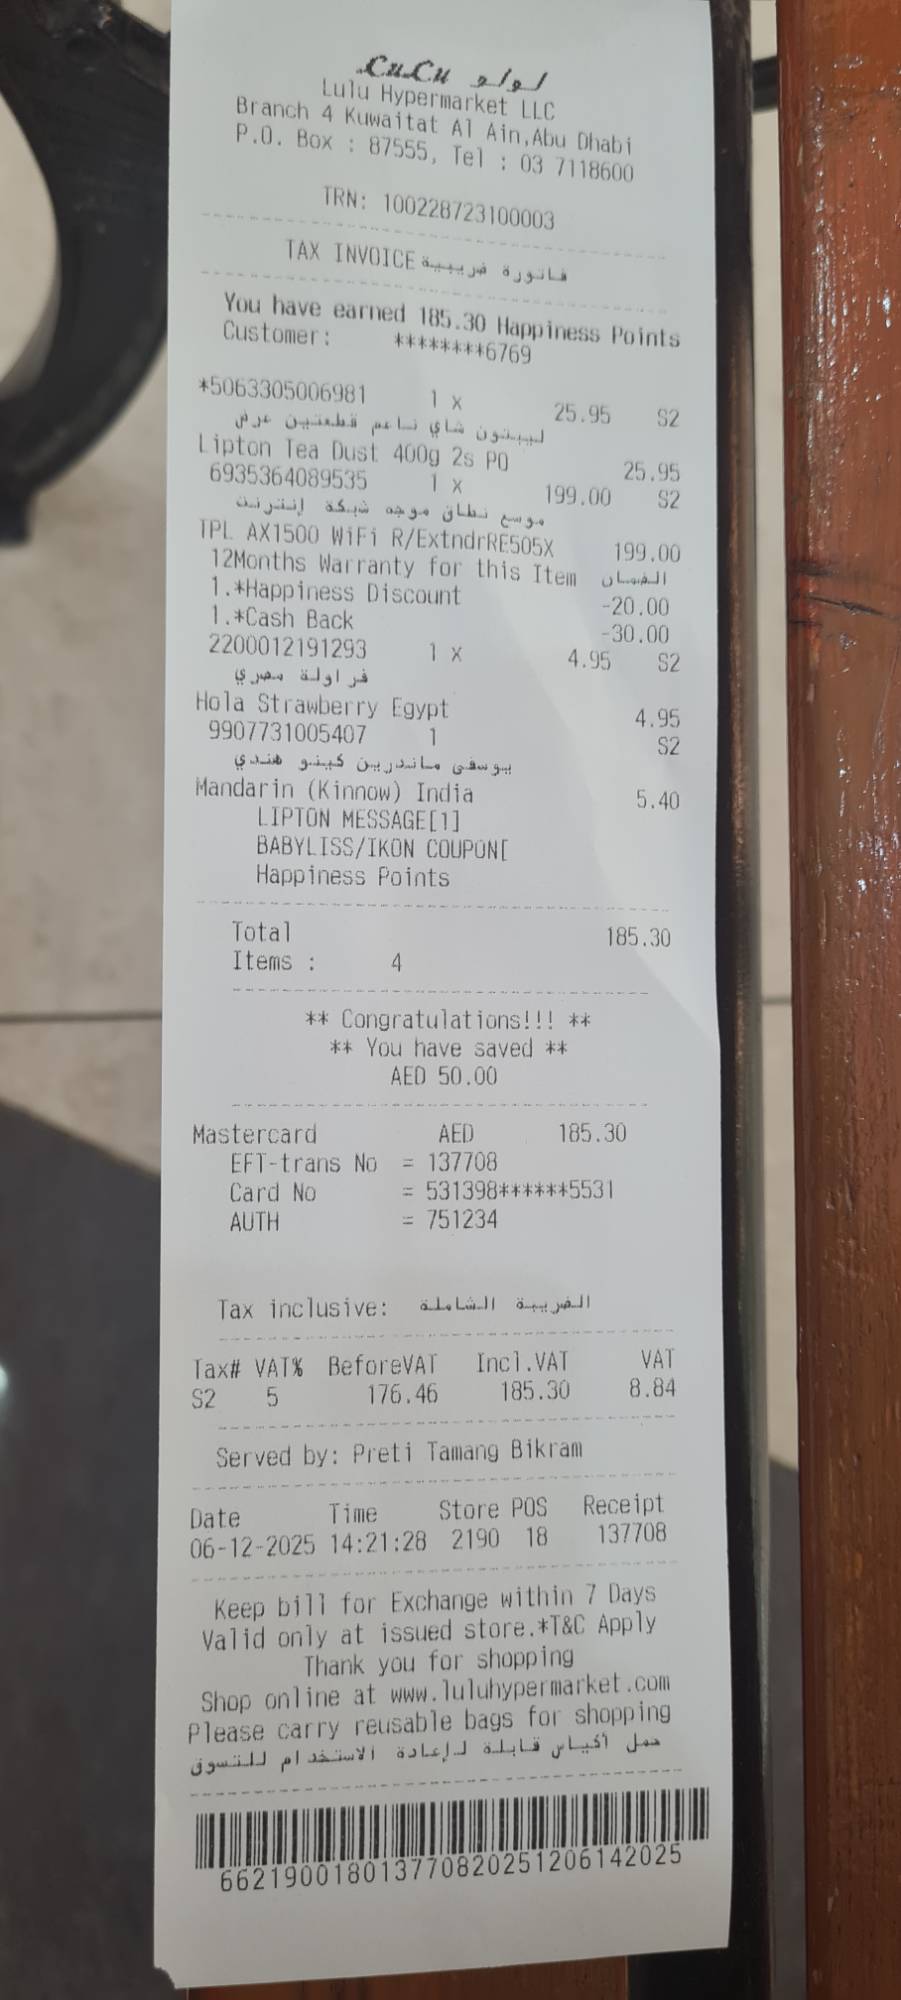 LuLu لولو
Lulu Hypermarket LLC
Branch 4 Kuwaitat Al Ain,Abu Dhabi
P.O. Box : 87555, Tel : 03 7118600
TRN: 100228723100003
TAX INVOICE فاتورة ضريبية
You have earned 185.30 Happiness Points
Customer: ********6769
*5063305006981 1 x 25.95 S2
ليبتون شاي ناعم قطعتين عرض
Lipton Tea Dust 400g 2s PO 25.95
6935364089535 1 x 199.00 S2
موسع نطاق موجه شبكة إنترنت
TPL AX1500 WiFi R/ExtndrRE505X 199.00
12Months Warranty for this Item الضمان
1.*Happiness Discount -20.00
1.*Cash Back -30.00
2200012191293 1 x 4.95 S2
فراولة مصري
Hola Strawberry Egypt 4.95
9907731005407 1 S2
يوسفي ماندرين كينو هندي
Mandarin (Kinnow) India 5.40
LIPTON MESSAGE[1]
BABYLISS/IKON COUPON[
Happiness Points
Total 185.30
Items : 4
** Congratulations!!! **
** You have saved **
AED 50.00
Mastercard AED 185.30
EFT-trans No = 137708
Card No = 531398******5531
AUTH = 751234
Tax inclusive: الضريبة الشاملة
Tax# VAT% BeforeVAT Incl.VAT VAT
S2 5 176.46 185.30 8.84
Served by: Preti Tamang Bikram
Date Time Store POS Receipt
06-12-2025 14:21:28 2190 18 137708
Keep bill for Exchange within 7 Days
Valid only at issued store.*T&C Apply
Thank you for shopping
Shop online at www.luluhypermarket.com
Please carry reusable bags for shopping
حمل أكياس قابلة لإعادة الاستخدام للتسوق
662190018013770820251206142025